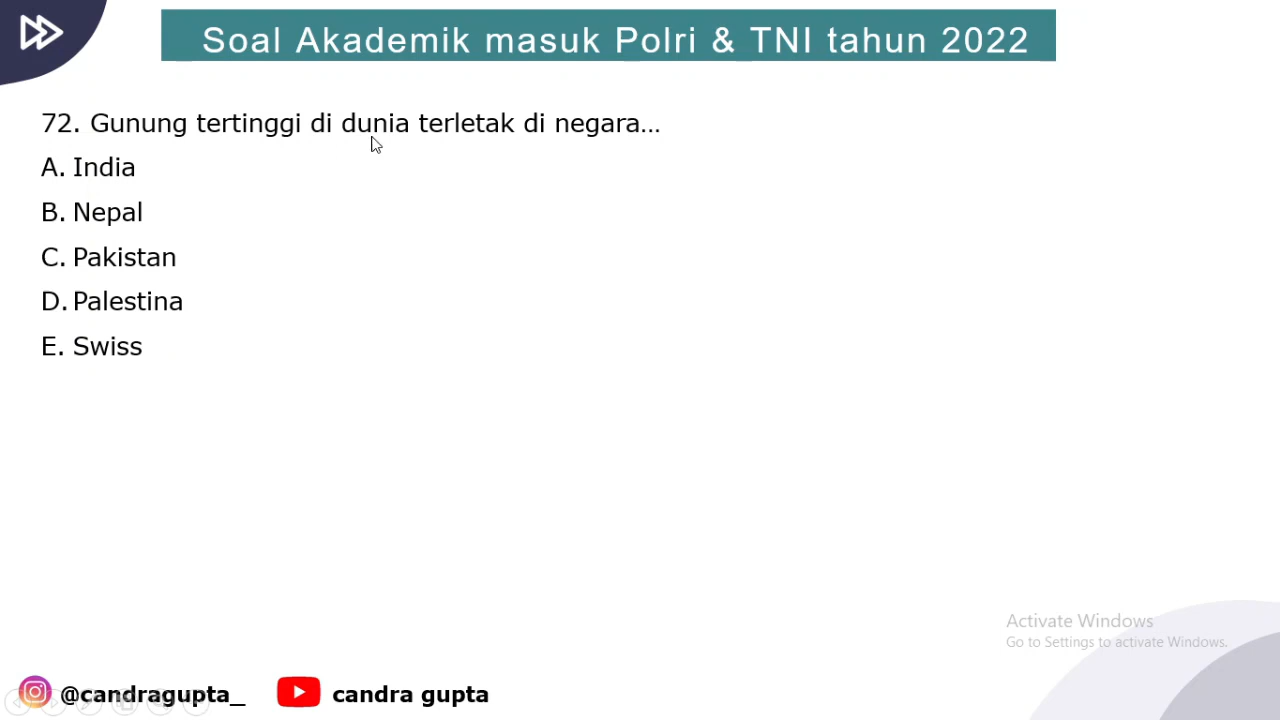 Soal Akademik masuk Polri & TNI tahun 2022
72. Gunung tertinggi di dunia terletak di negara...
A. India
B. Nepal
C. Pakistan
D. Palestina
E. Swiss
Activate Windows
Go to Settings to activate Windows.
@candragupta_ candra gupta